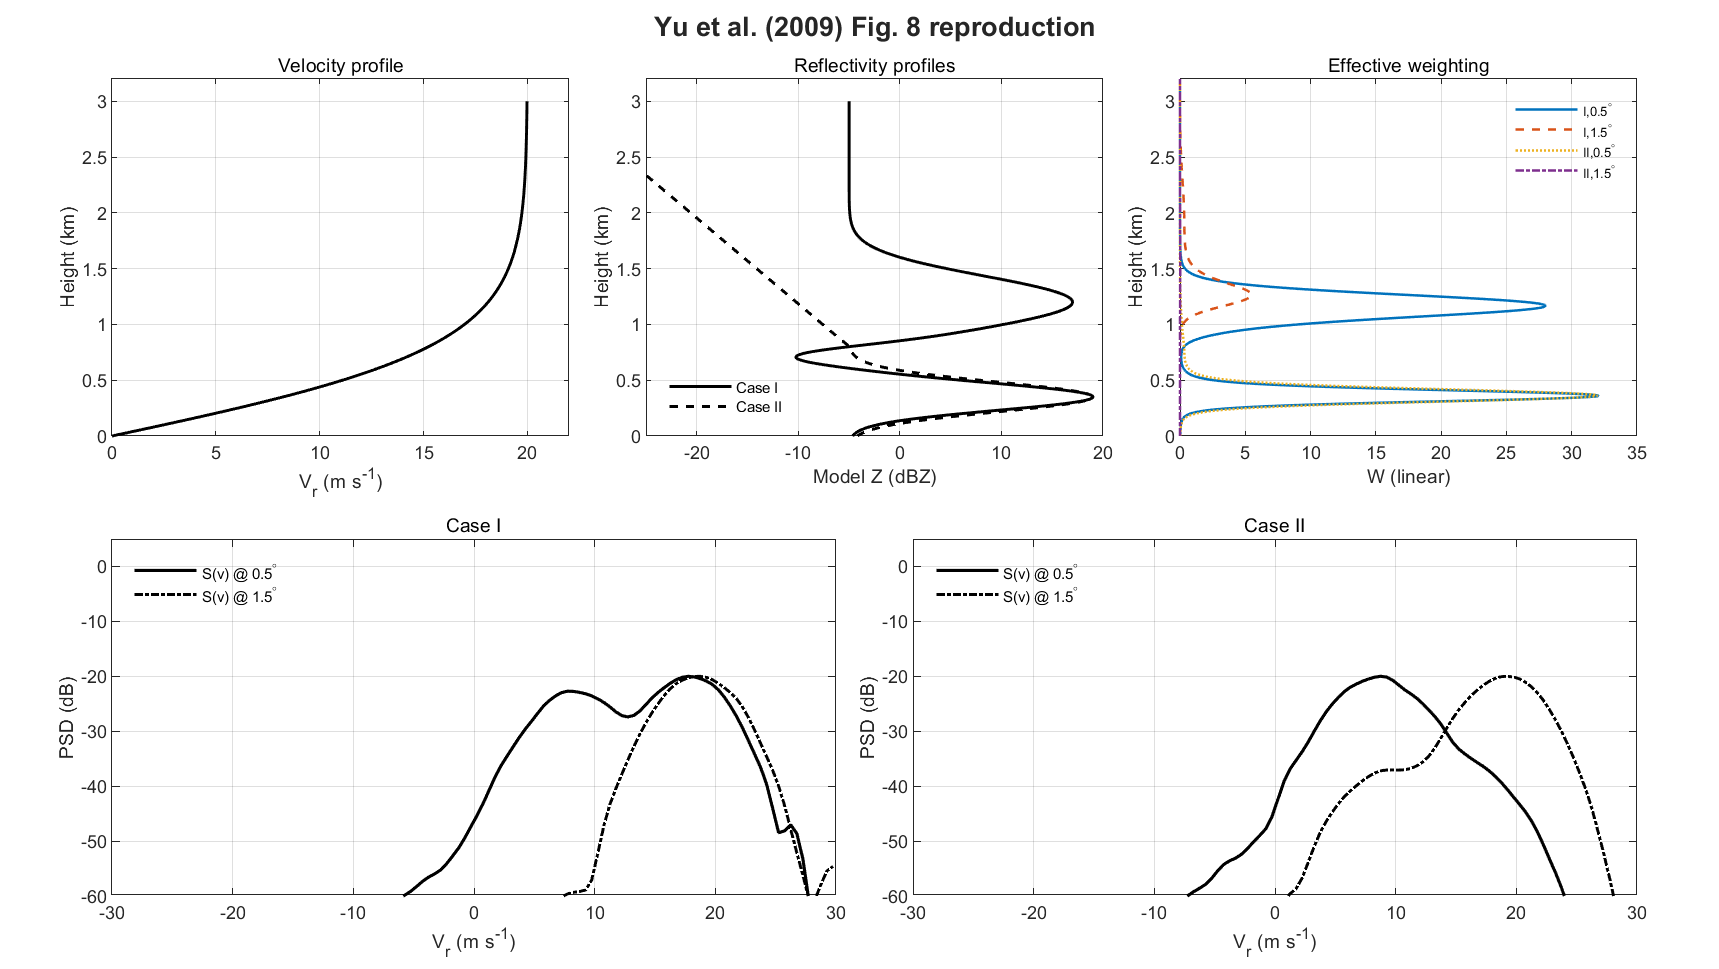 Yu et al. (2009) Fig. 8 reproduction
Velocity profile
3
2.5
2
1.5
1
0.5
0
Height (km)
0 5 10 15 20
V_r (m s^-1)
Reflectivity profiles
3
2.5
2
1.5
1
0.5
0
Height (km)
Case I
Case II
-20 -10 0 10 20
Model Z (dBZ)
Effective weighting
3
2.5
2
1.5
1
0.5
0
Height (km)
I,0.5°
I,1.5°
II,0.5°
II,1.5°
0 5 10 15 20 25 30 35
W (linear)
Case I
0
-10
-20
-30
-40
-50
-60
PSD (dB)
S(v) @ 0.5°
S(v) @ 1.5°
-30 -20 -10 0 10 20 30
V_r (m s^-1)
Case II
0
-10
-20
-30
-40
-50
-60
PSD (dB)
S(v) @ 0.5°
S(v) @ 1.5°
-30 -20 -10 0 10 20 30
V_r (m s^-1)